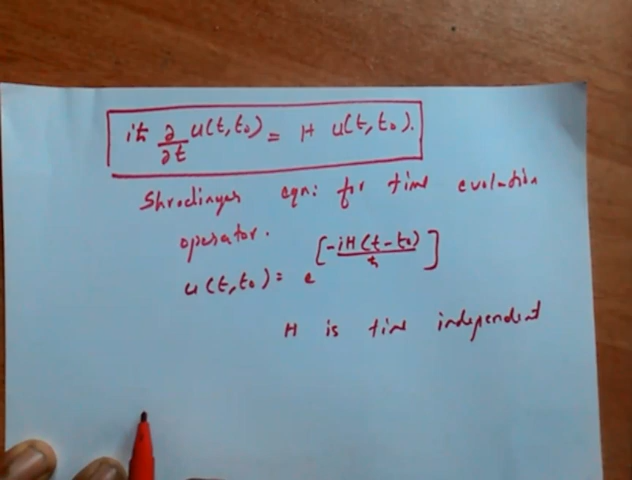 iħ ∂/∂t u(t,t₀) = H u(t,t₀).
Shrodinger eqn: for time evolution
operator.
u(t,t₀) = e^[-iH(t-t₀)/ħ]
H is time independent